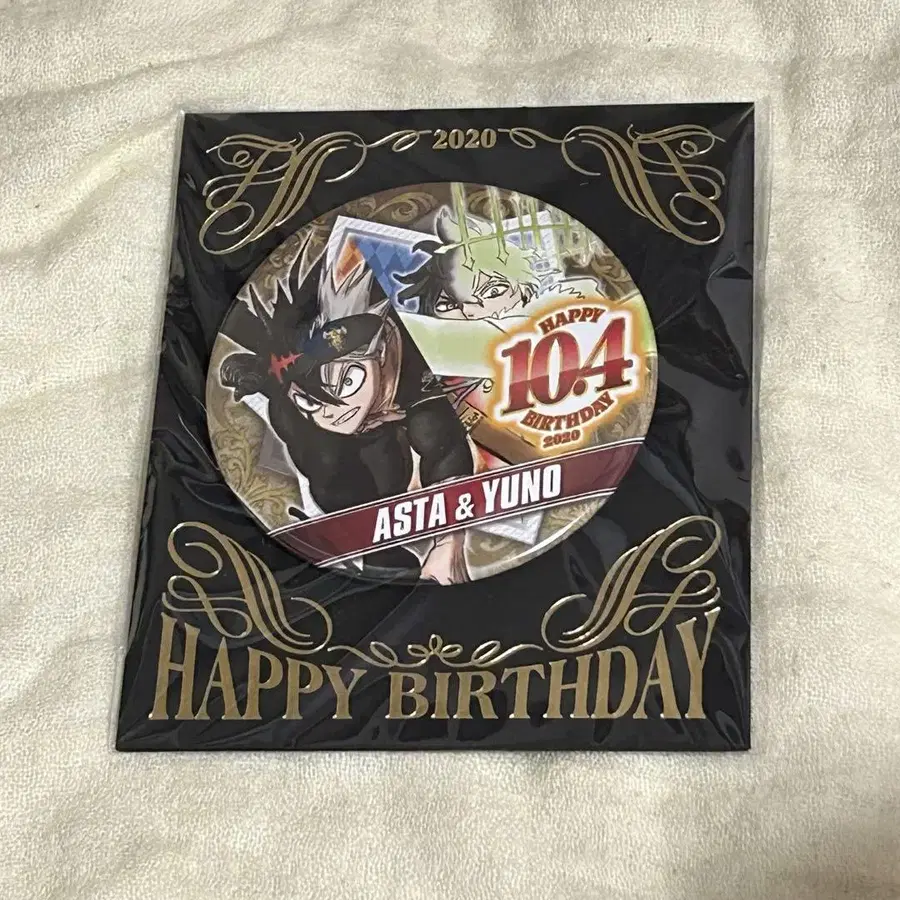 2020
HAPPY
10.4
BIRTHDAY
2020
ASTA & YUNO
HAPPY BIRTHDAY